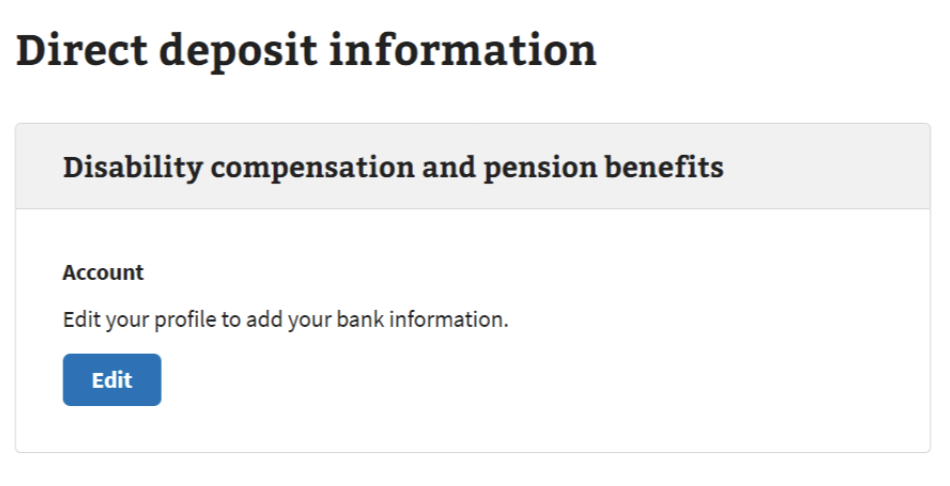 Direct deposit information
Disability compensation and pension benefits
Account
Edit your profile to add your bank information.
Edit